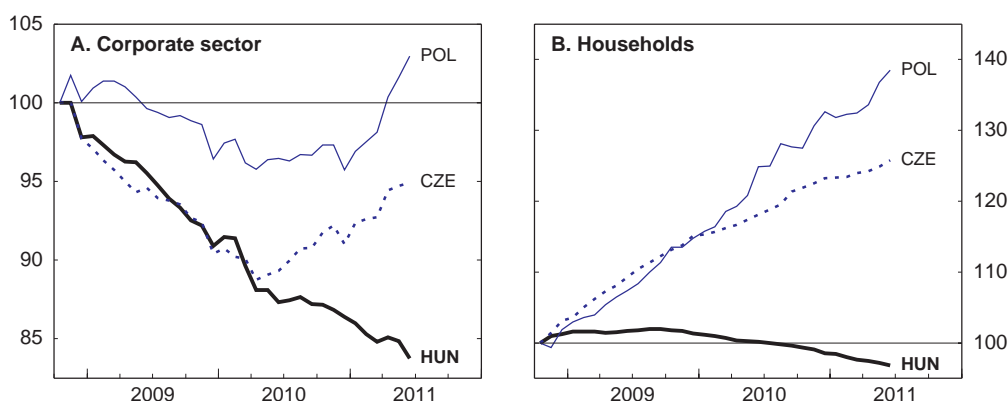 A. Corporate sector
105
100
95
90
85
POL
CZE
HUN
2009 2010 2011
B. Households
140
130
120
110
100
POL
CZE
HUN
2009 2010 2011